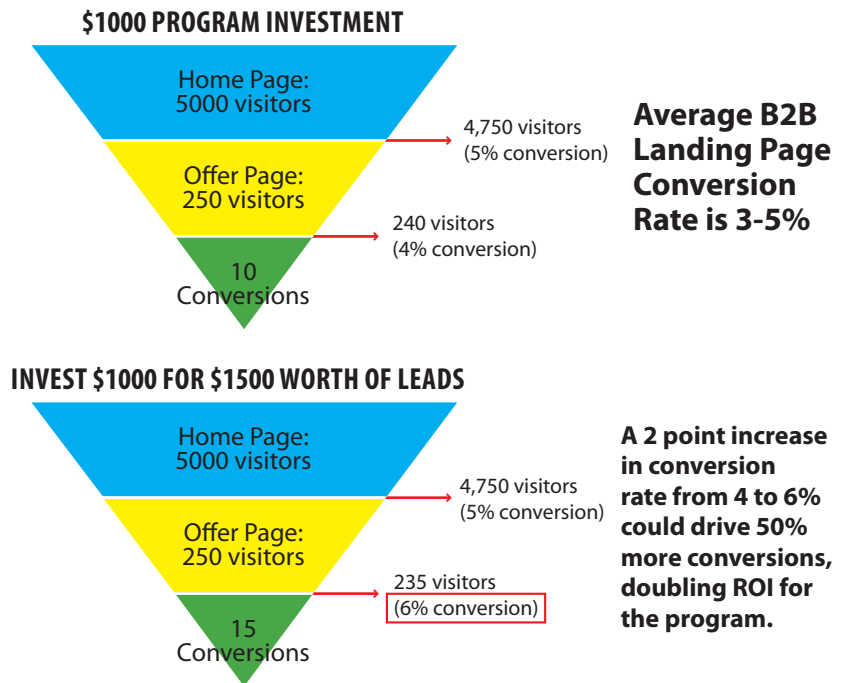 $1000 PROGRAM INVESTMENT
Home Page:
5000 visitors
4,750 visitors
(5% conversion)
Offer Page:
250 visitors
240 visitors
(4% conversion)
10
Conversions
Average B2B
Landing Page
Conversion
Rate is 3-5%
INVEST $1000 FOR $1500 WORTH OF LEADS
Home Page:
5000 visitors
4,750 visitors
(5% conversion)
Offer Page:
250 visitors
235 visitors
(6% conversion)
15
Conversions
A 2 point increase
in conversion
rate from 4 to 6%
could drive 50%
more conversions,
doubling ROI for
the program.